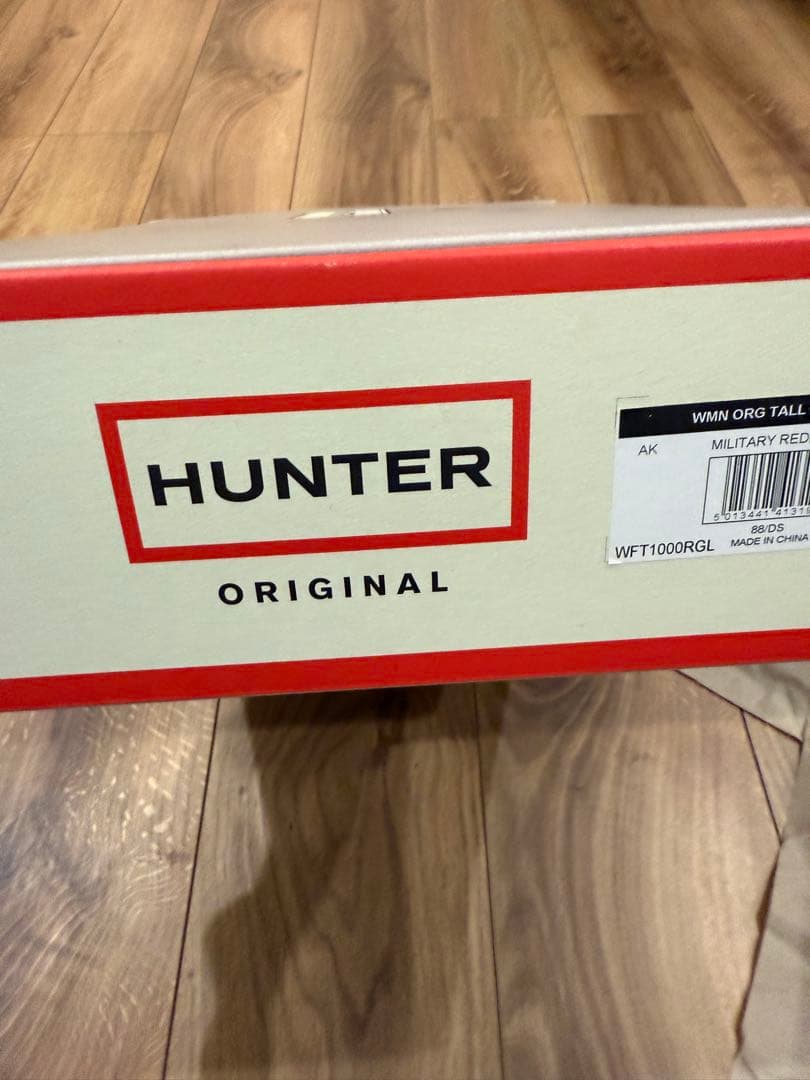 HUNTER
ORIGINAL
WMN ORG TALL
AK
MILITARY RED
88/DS
WFT1000RGL
MADE IN CHINA